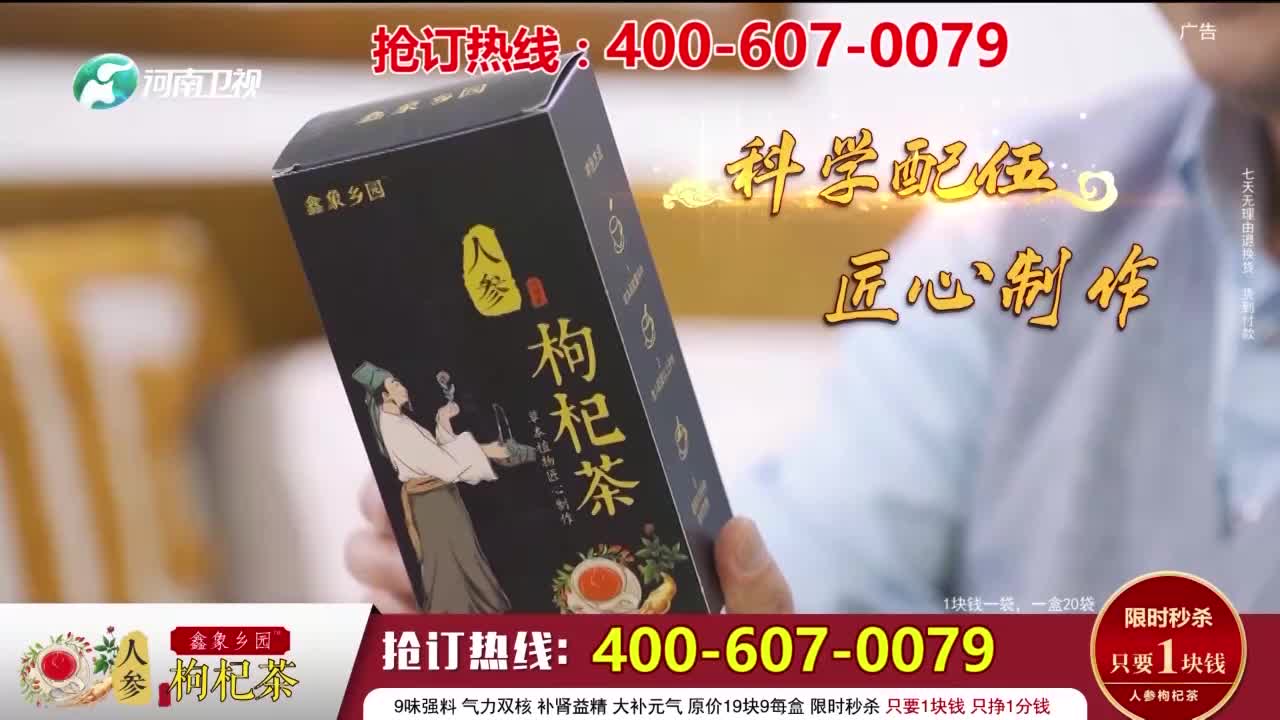 抢订热线：400-607-0079
广告
河南卫视
科学配伍
匠心制作
七天无理由退换货 货到付款
鑫象乡园
鑫象乡园
人参
枸杞茶
草本植物匠心制作
1块钱一袋，一盒20袋
人参
鑫象乡园
枸杞茶
抢订热线：400-607-0079
限时秒杀
只要1块钱
人参枸杞茶
9味强料 气力双核 补肾益精 大补元气 原价19块9每盒 限时秒杀 只要1块钱 只挣1分钱